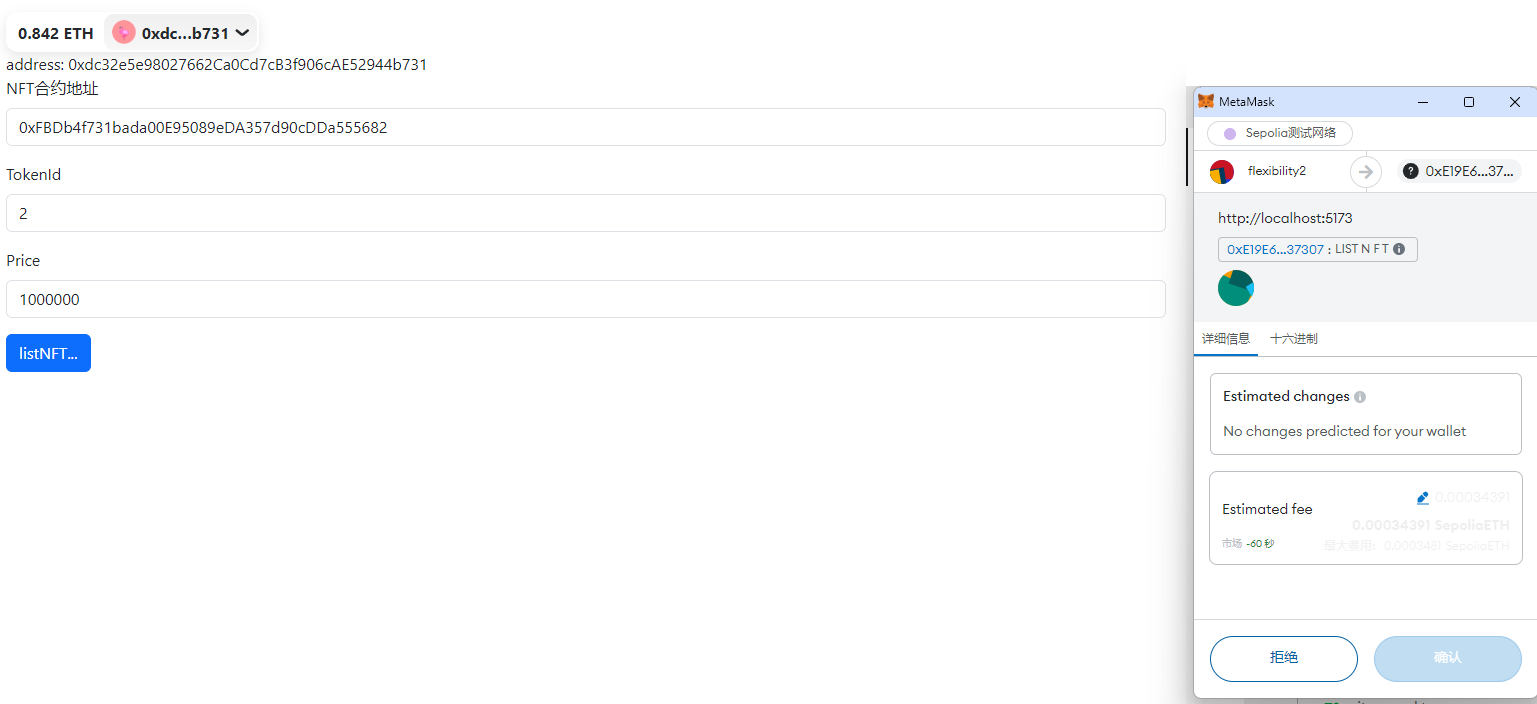 0.842 ETH 0xdc...b731
address: 0xdc32e5e98027662Ca0Cd7cB3f906cAE52944b731
NFT合约地址
0xFBDb4f731bada00E95089eDA357d90cDDa555682
TokenId
2
Price
1000000
listNFT...
MetaMask
Sepolia测试网络
flexibility2
0xE19E6...37...
http://localhost:5173
0xE19E6...37307 : LIST N F T
详细信息 十六进制
Estimated changes
No changes predicted for your wallet
0.00034391
Estimated fee
0.00034391 SepoliaETH
市场 ~60 秒
最大费用: 0.0003481 SepoliaETH
拒绝 确认